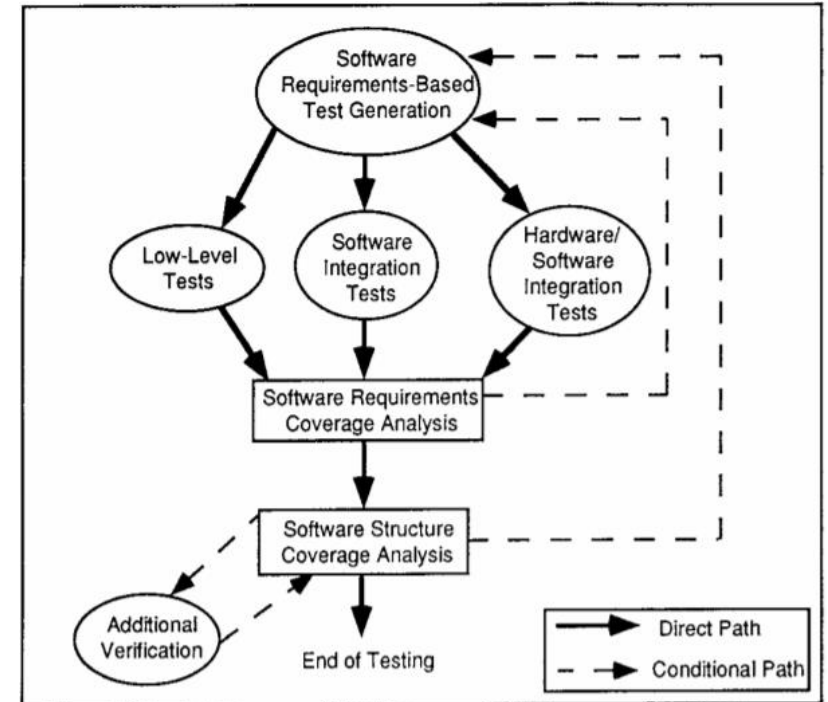 Software
Requirements-Based
Test Generation
Low-Level
Tests
Software
Integration
Tests
Hardware/
Software
Integration
Tests
Software Requirements
Coverage Analysis
Software Structure
Coverage Analysis
Additional
Verification
End of Testing
Direct Path
Conditional Path